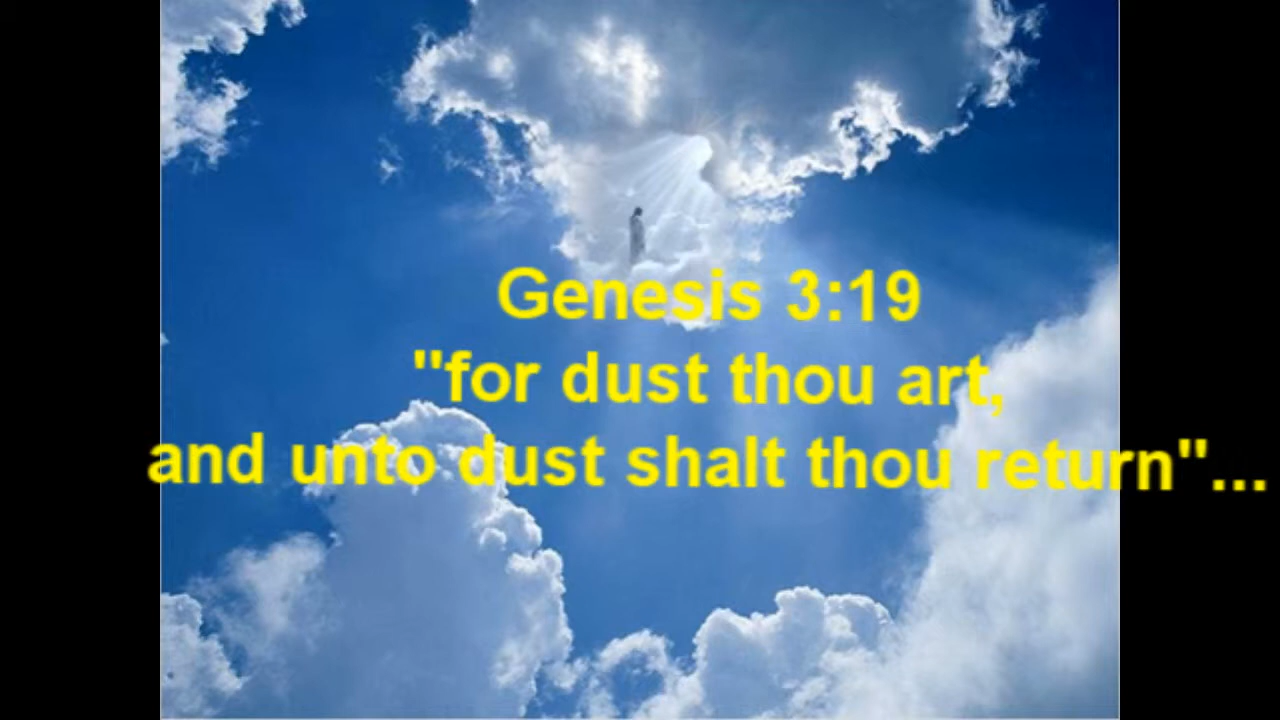 Genesis 3:19
"for dust thou art,
and unto dust shalt thou return"...